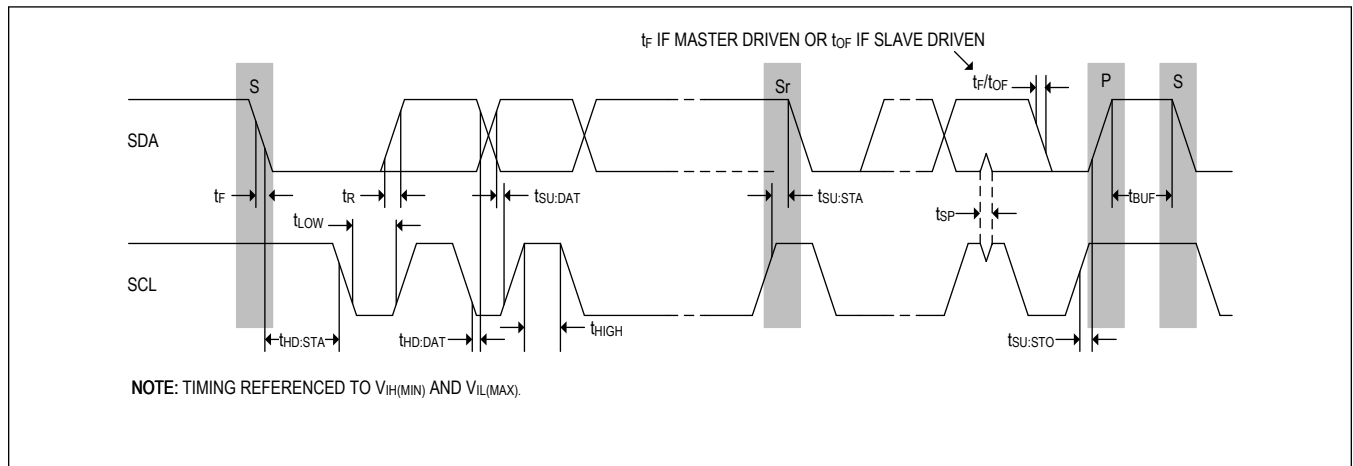 tF IF MASTER DRIVEN OR tOF IF SLAVE DRIVEN
S
Sr
tF/tOF
P
S
SDA
tF
tR
tSU:DAT
tSU:STA
tSP
tBUF
tLOW
SCL
tHD:STA
tHD:DAT
tHIGH
tSU:STO
NOTE: TIMING REFERENCED TO VIH(MIN) AND VIL(MAX).